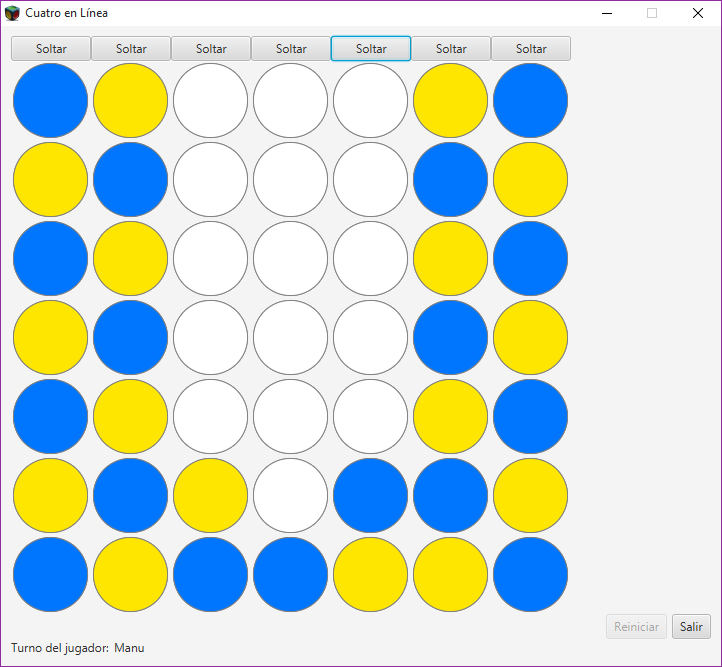 Cuatro en Línea
Soltar Soltar Soltar Soltar Soltar Soltar Soltar
Reiniciar Salir
Turno del jugador: Manu